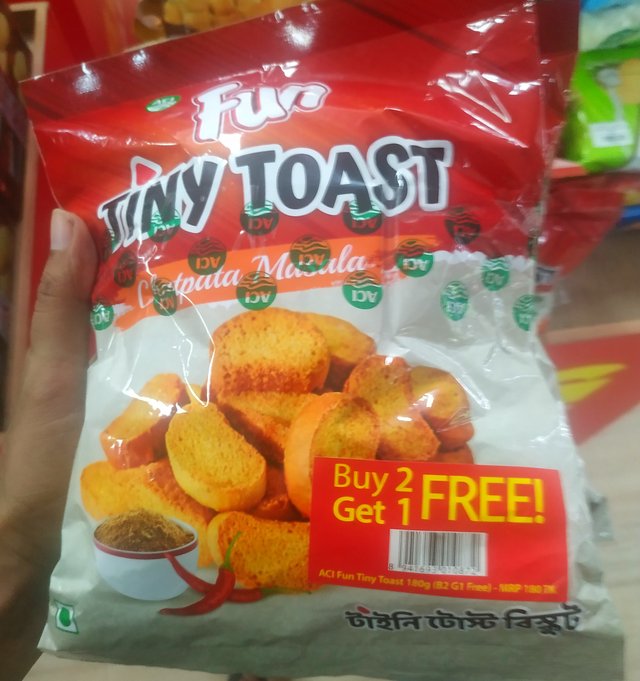 ACI
Fun
TINY TOAST
Chatpata Masala
Buy 2
Get 1
FREE!
ACI Fun Tiny Toast 180g (B2 G1 Free) - MRP 180 TK
টাইনি টোস্ট বিস্কুট